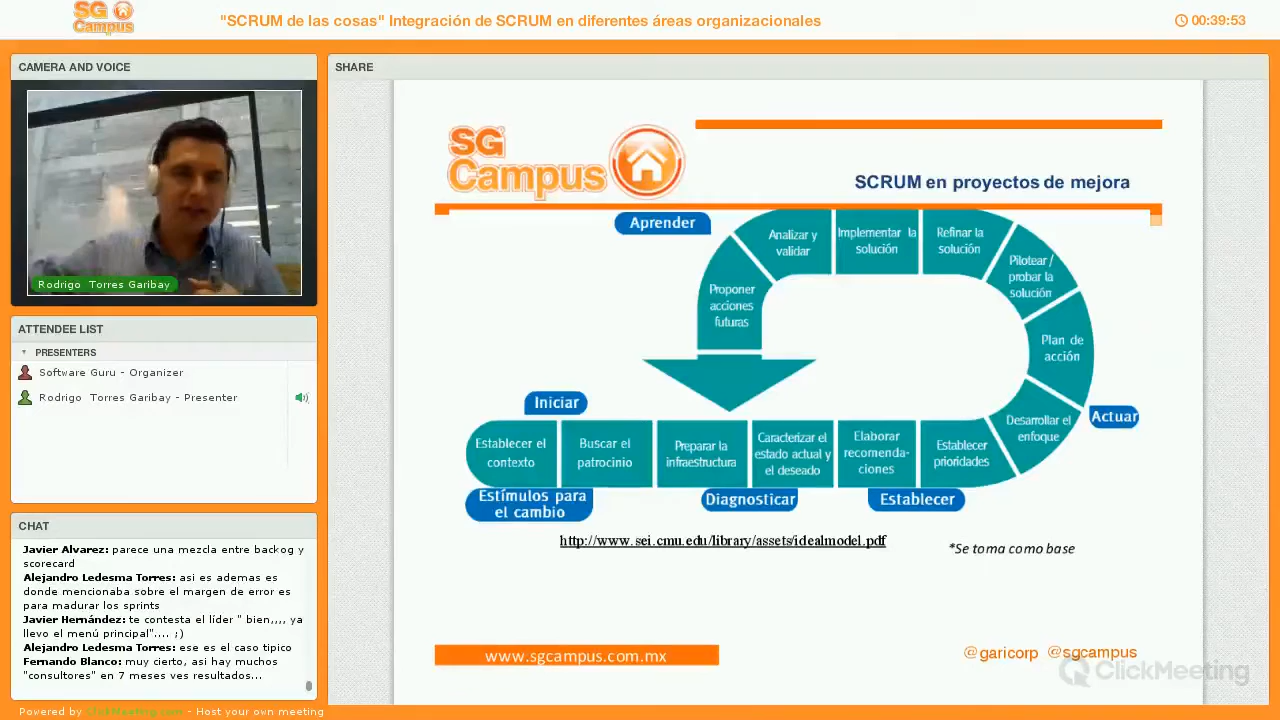 SG
Campus
"SCRUM de las cosas" Integración de SCRUM en diferentes áreas organizacionales
00:39:53
CAMERA AND VOICE
Rodrigo Torres Garibay
ATTENDEE LIST
PRESENTERS
Software Guru - Organizer
Rodrigo Torres Garibay - Presenter
CHAT
Javier Alvarez: parece una mezcla entre backog y
scorecard
Alejandro Ledesma Torres: asi es ademas es
donde mencionaba sobre el margen de error es
para madurar los sprints
Javier Hernández: te contesta el líder " bien,,,, ya
llevo el menú principal".... ;)
Alejandro Ledesma Torres: ese es el caso tipico
Fernando Blanco: muy cierto, asi hay muchos
"consultores" en 7 meses ves resultados...
Powered by ClickMeeting.com - Host your own meeting
SHARE
SG
Campus
SCRUM en proyectos de mejora
Aprender
Proponer
acciones
futuras
Analizar y
validar
Implementar la
solución
Refinar la
solución
Pilotear /
probar la
solución
Plan de
acción
Actuar
Desarrollar el
enfoque
Iniciar
Establecer el
contexto
Buscar el
patrocinio
Preparar la
infraestructura
Caracterizar el
estado actual y
el deseado
Elaborar
recomenda-
ciones
Establecer
prioridades
Estímulos para
el cambio
Diagnosticar
Establecer
http://www.sei.cmu.edu/library/assets/idealmodel.pdf
*Se toma como base
www.sgcampus.com.mx
@garicorp @sgcampus
ClickMeeting